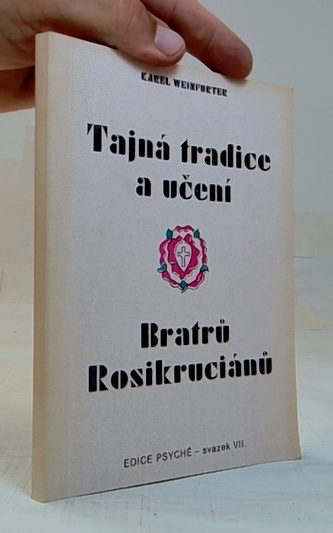 KAREL WEINFURTER
Tajná tradice
a učení
Bratrů
Rosikruciánů
EDICE PSYCHÉ – svazek VII.